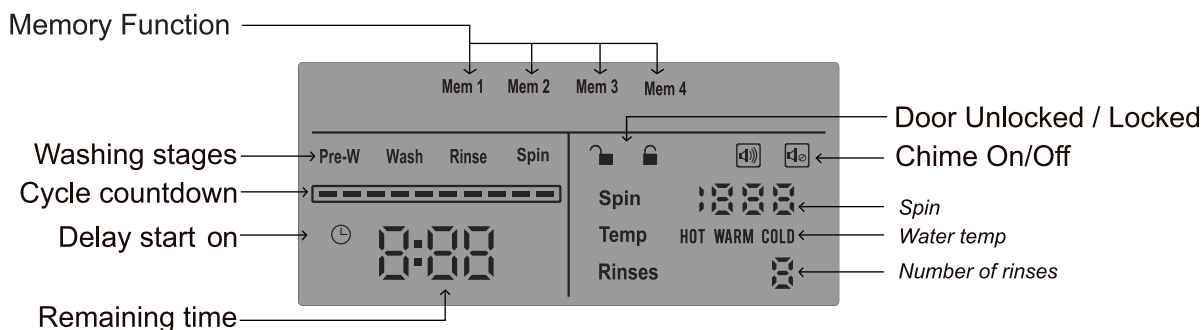 Memory Function
Mem 1 Mem 2 Mem 3 Mem 4
Door Unlocked / Locked
Washing stages
Pre-W Wash Rinse Spin
Chime On/Off
Cycle countdown
Spin 1888
Spin
Delay start on
8:88
Temp HOT WARM COLD
Water temp
Rinses 8
Number of rinses
Remaining time